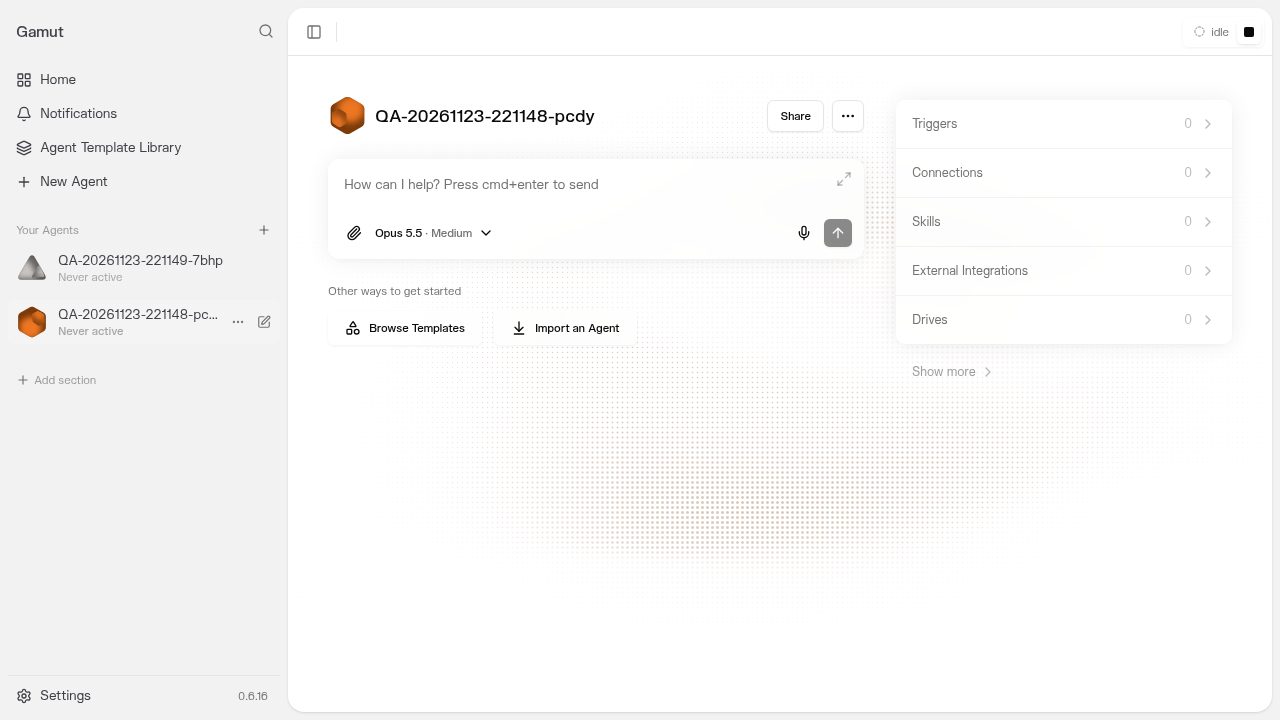 Gamut
Home
Notifications
Agent Template Library
New Agent
Your Agents
QA-20261123-221149-7bhp
Never active
QA-20261123-221148-pc...
Never active
Add section
Settings
0.6.16
idle
QA-20261123-221148-pcdy
Share
How can I help? Press cmd+enter to send
Opus 5.5 · Medium
Other ways to get started
Browse Templates
Import an Agent
Triggers 0
Connections 0
Skills 0
External Integrations 0
Drives 0
Show more